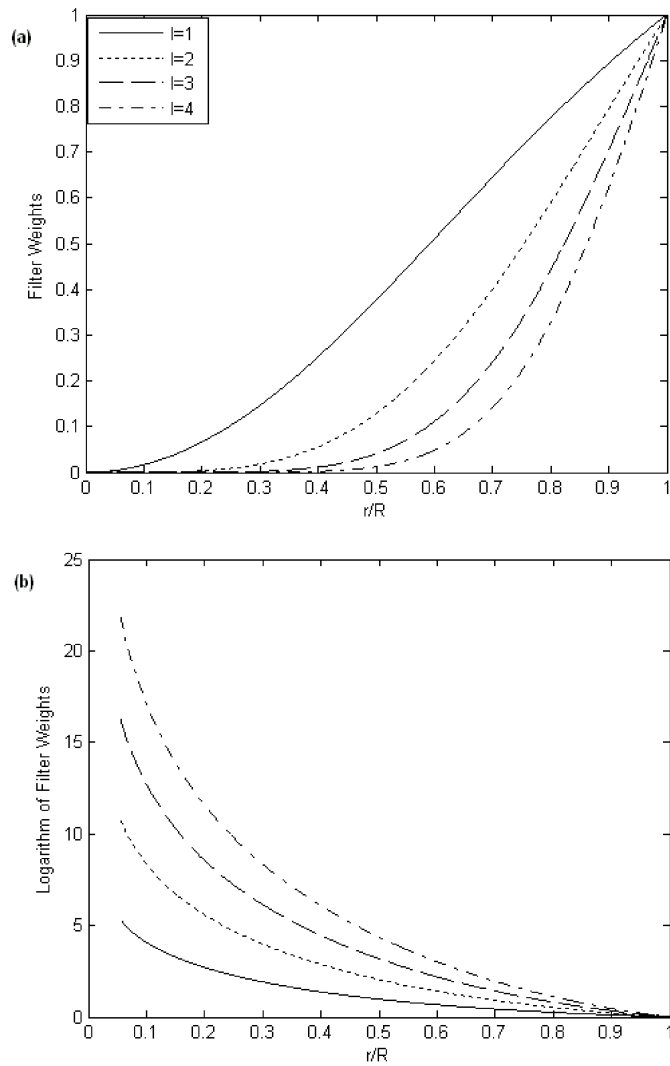 (a)
l=1
l=2
l=3
l=4
Filter Weights
1
0.9
0.8
0.7
0.6
0.5
0.4
0.3
0.2
0.1
0
0 0.1 0.2 0.3 0.4 0.5 0.6 0.7 0.8 0.9 1
r/R
(b)
Logarithm of Filter Weights
25
20
15
10
5
0
0 0.1 0.2 0.3 0.4 0.5 0.6 0.7 0.8 0.9 1
r/R